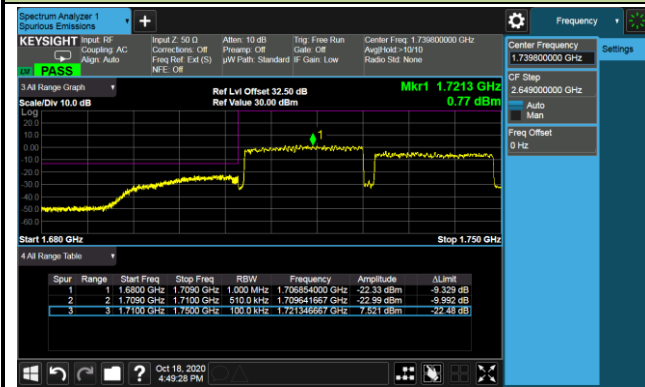 Spectrum Analyzer 1
Spurious Emissions
Frequency
KEYSIGHT Input: RF
Coupling: AC
Align: Auto
Input Z: 50 Ω
Corrections: Off
Freq Ref: Ext (S)
NFE: Off
Atten: 10 dB
Preamp: Off
µW Path: Standard
Trig: Free Run
Gate: Off
IF Gain: Low
Center Freq: 1.739800000 GHz
Avg|Hold:>10/10
Radio Std: None
PASS
Center Frequency
1.739800000 GHz
Settings
CF Step
2.649000000 GHz
Auto
Man
Freq Offset
0 Hz
3 All Range Graph
Scale/Div 10.0 dB
Ref Lvl Offset 32.50 dB
Ref Value 30.00 dBm
Mkr1 1.7213 GHz
0.77 dBm
Log
20.0
10.0
0.00
-10.0
-20.0
-30.0
-40.0
-50.0
-60.0
1
Start 1.680 GHz
Stop 1.750 GHz
4 All Range Table
Spur Range Start Freq Stop Freq RBW Frequency Amplitude ΔLimit
1 1 1.6800 GHz 1.7090 GHz 1.000 MHz 1.706854000 GHz -22.33 dBm -9.329 dB
2 2 1.7090 GHz 1.7100 GHz 510.0 kHz 1.709641667 GHz -22.99 dBm -9.992 dB
3 3 1.7100 GHz 1.7500 GHz 100.0 kHz 1.721346667 GHz 7.521 dBm -22.48 dB
Oct 18, 2020
4:49:28 PM